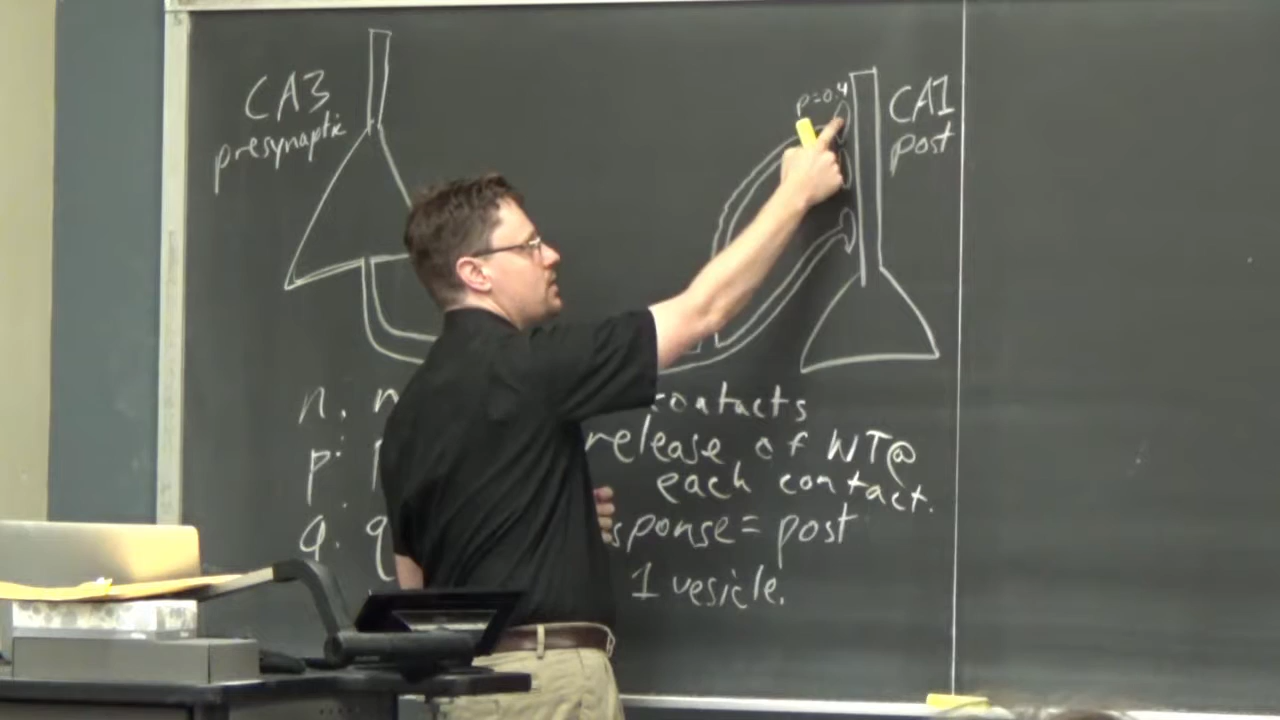 CA3
presynaptic
p=0.4
CA1
post
n. contacts
p: release of NT@
each contact.
q. q sponse = post
1 vesicle.